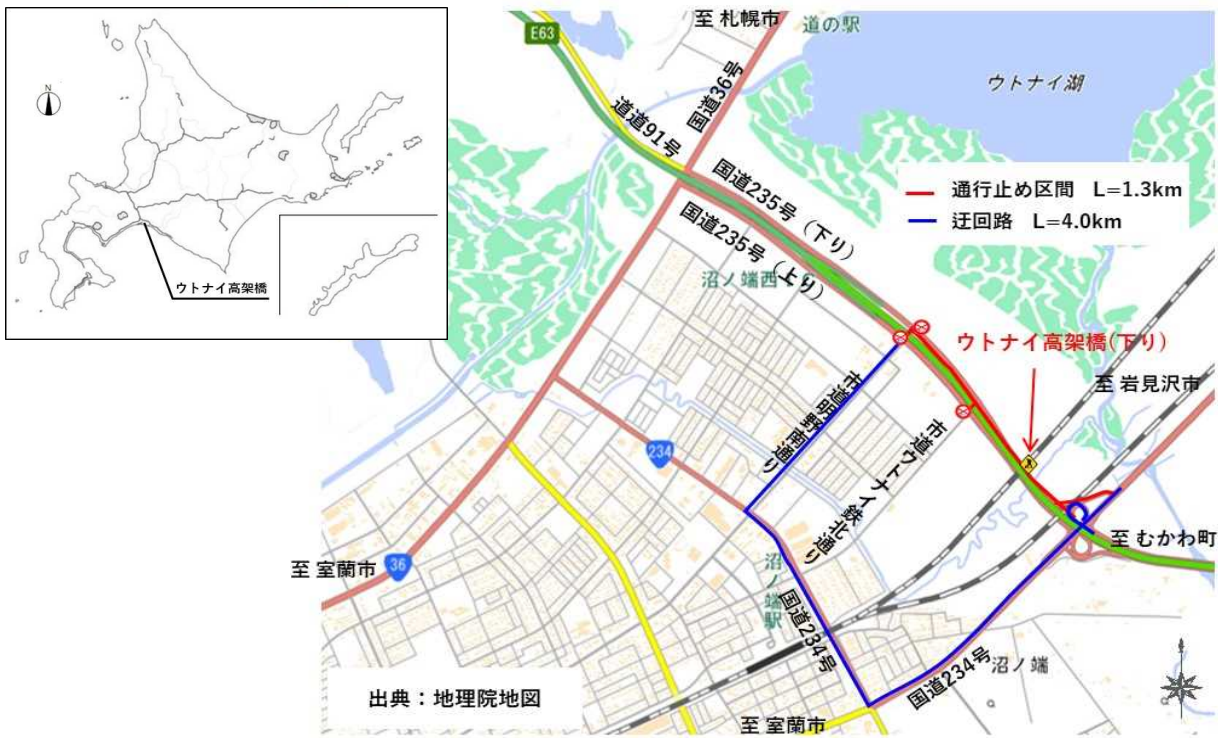 N
ウトナイ高架橋
至 札幌市
道の駅
E63
国道36号
ウトナイ湖
道道91号
国道235号（下り）
国道235号（上り）
通行止め区間 L=1.3km
迂回路 L=4.0km
沼ノ端西
ウトナイ高架橋(下り)
至 岩見沢市
市道明野南通り
市道ウトナイ鉄北通り
234
至 むかわ町
至 室蘭市
36
沼ノ端駅
国道234号
国道234号
沼ノ端
出典：地理院地図
至 室蘭市